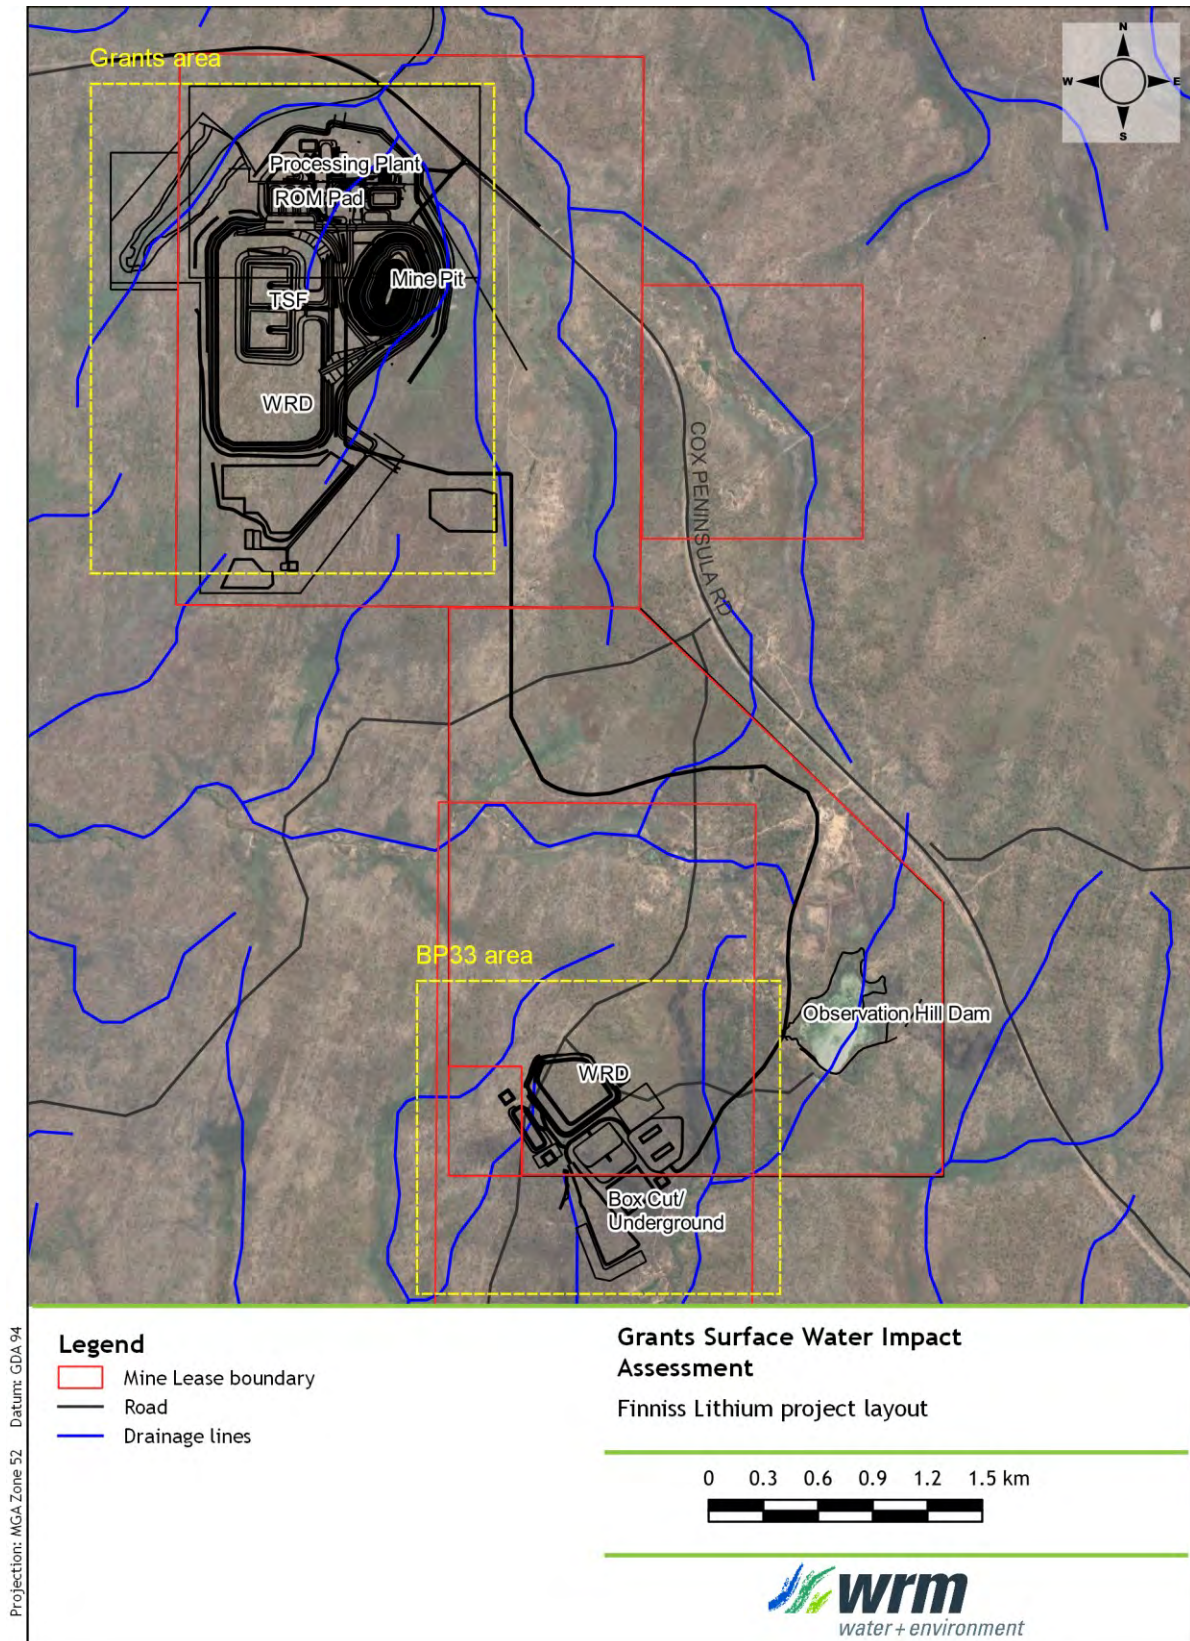 Grants area
N
W
E
S
Processing Plant
ROM Pad
Mine Pit
TSF
WRD
COX PENINSULA RD
BP33 area
Observation Hill Dam
WRD
Box Cut/
Underground
Projection: MGA Zone 52 Datum: GDA 94
Legend
Mine Lease boundary
Road
Drainage lines
Grants Surface Water Impact
Assessment
Finniss Lithium project layout
0 0.3 0.6 0.9 1.2 1.5 km
wrm
water + environment